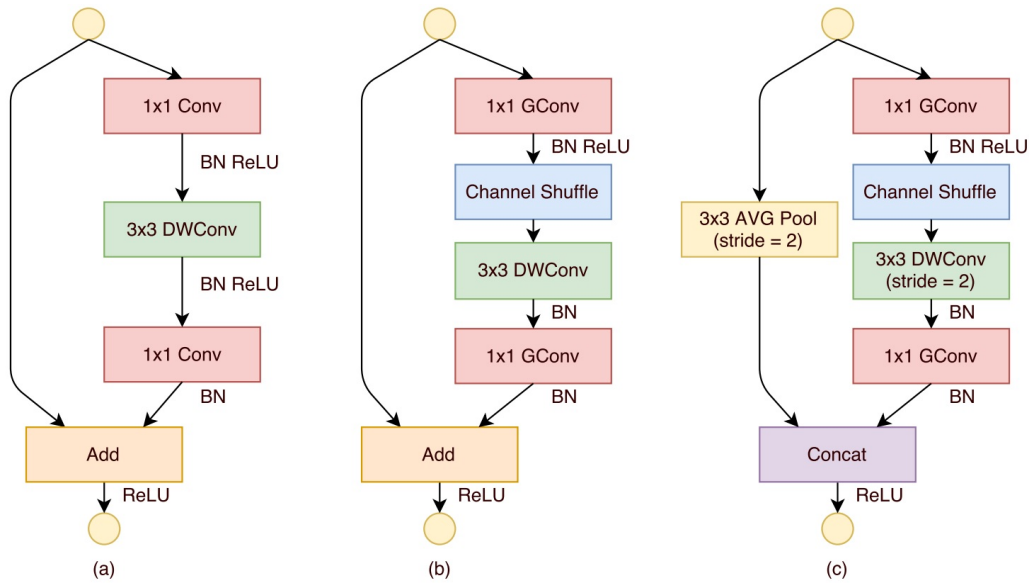 1x1 Conv
BN ReLU
3x3 DWConv
BN ReLU
1x1 Conv
BN
Add
ReLU
(a)
1x1 GConv
BN ReLU
Channel Shuffle
3x3 DWConv
BN
1x1 GConv
BN
Add
ReLU
(b)
3x3 AVG Pool
(stride = 2)
1x1 GConv
BN ReLU
Channel Shuffle
3x3 DWConv
(stride = 2)
BN
1x1 GConv
BN
Concat
ReLU
(c)